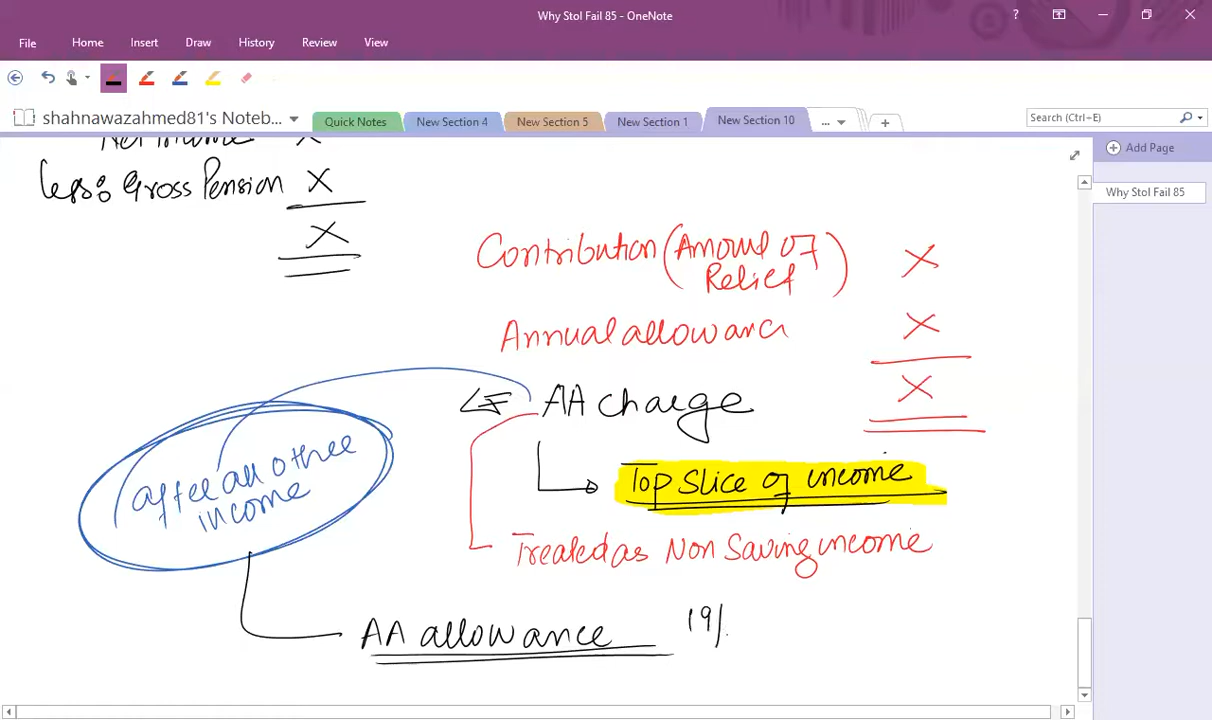 Why Stol Fail 85 - OneNote
File Home Insert Draw History Review View
shahnawazahmed81's Noteb...
Quick Notes
New Section 4
New Section 5
New Section 1
New Section 10
...
Search (Ctrl+E)
Add Page
Why Stol Fail 85
Net income X
less: Gross Pension X
X
Contribution (Amount of X
Relief)
Annual allowance X
X
AA charge
Top slice of income
after all other
income
Treated as Non Saving income
AA allowance 19/